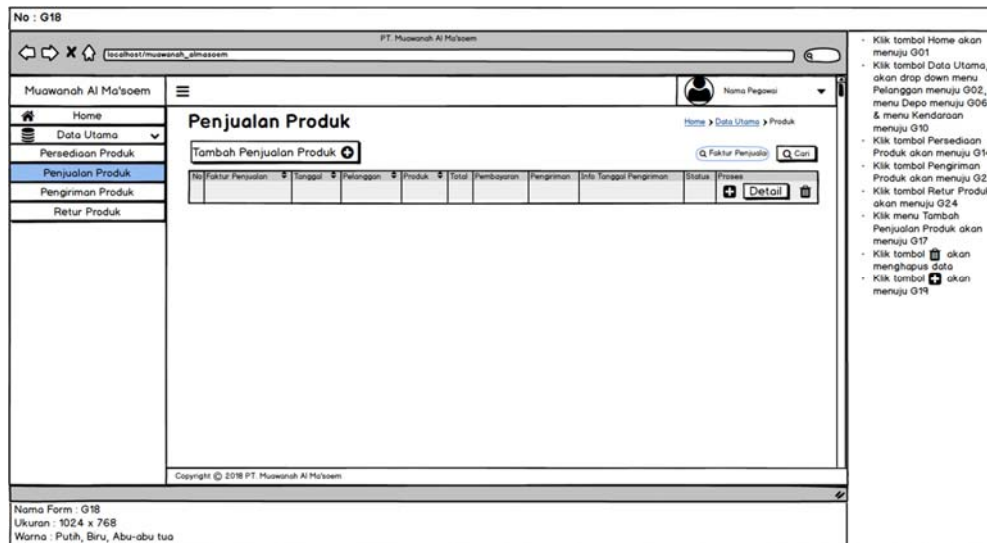 No : G18
PT. Muawanah Al Ma'soem
localhost/muawanah_almasoem
Muawanah Al Ma'soem
Nama Pegawai
Home
Data Utama
Persediaan Produk
Penjualan Produk
Pengiriman Produk
Retur Produk
Penjualan Produk
Home > Data Utama > Produk
Tambah Penjualan Produk
Faktur Penjualan
Cari
No Faktur Penjualan Tanggal Pelanggan Produk Total Pembayaran Pengiriman Info Tanggal Pengiriman Status Proses
Detail
Copyright © 2018 PT. Muawanah Al Ma'soem
- Klik tombol Home akan
menuju G01
- Klik tombol Data Utama,
akan drop down menu
Pelanggan menuju G02,
menu Depo menuju G06
& menu Kendaraan
menuju G10
- Klik tombol Persediaan
Produk akan menuju
- Klik tombol Pengiriman
Produk akan menuju
- Klik tombol Retur Produk
akan menuju G24
- Klik menu Tambah
Penjualan Produk akan
menuju G17
- Klik tombol akan
menghapus data
- Klik tombol akan
menuju G19
Nama Form : G18
Ukuran : 1024 x 768
Warna : Putih, Biru, Abu-abu tua